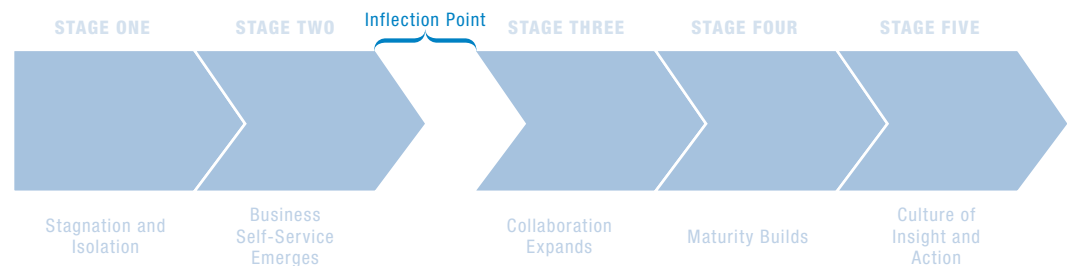 Inflection Point
STAGE ONE
STAGE TWO
STAGE THREE
STAGE FOUR
STAGE FIVE
Stagnation and
Isolation
Business
Self-Service
Emerges
Collaboration
Expands
Maturity Builds
Culture of
Insight and
Action